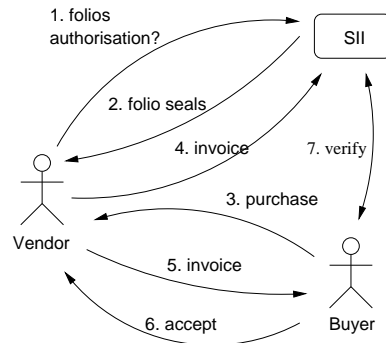 1. folios
authorisation?
SII
2. folio seals
4. invoice
7. verify
3. purchase
Vendor
5. invoice
6. accept
Buyer